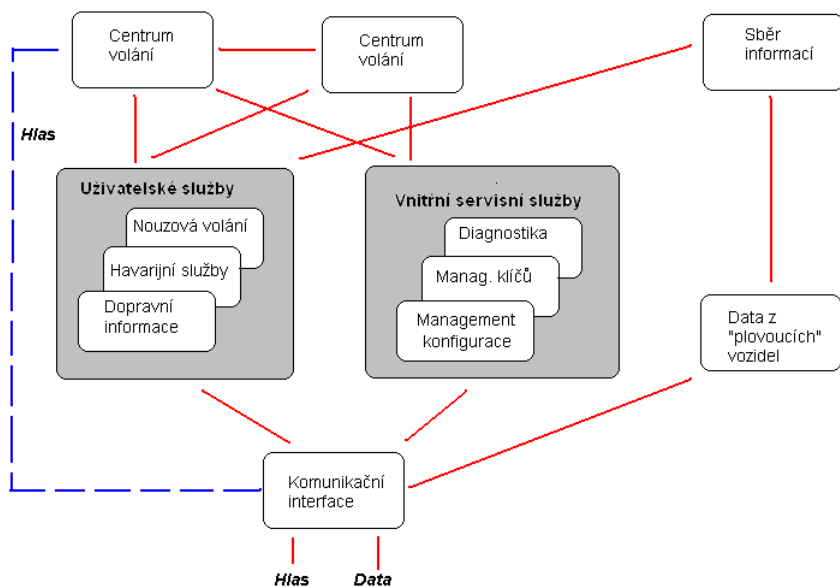 Centrum
volání
Centrum
volání
Sběr
informací
Hlas
Uživatelské služby
Nouzová volání
Havarijní služby
Dopravní
informace
Vnitřní servisní služby
Diagnostika
Manag. klíčů
Management
konfigurace
Data z
"plovoucích"
vozidel
Komunikační
interface
Hlas
Data